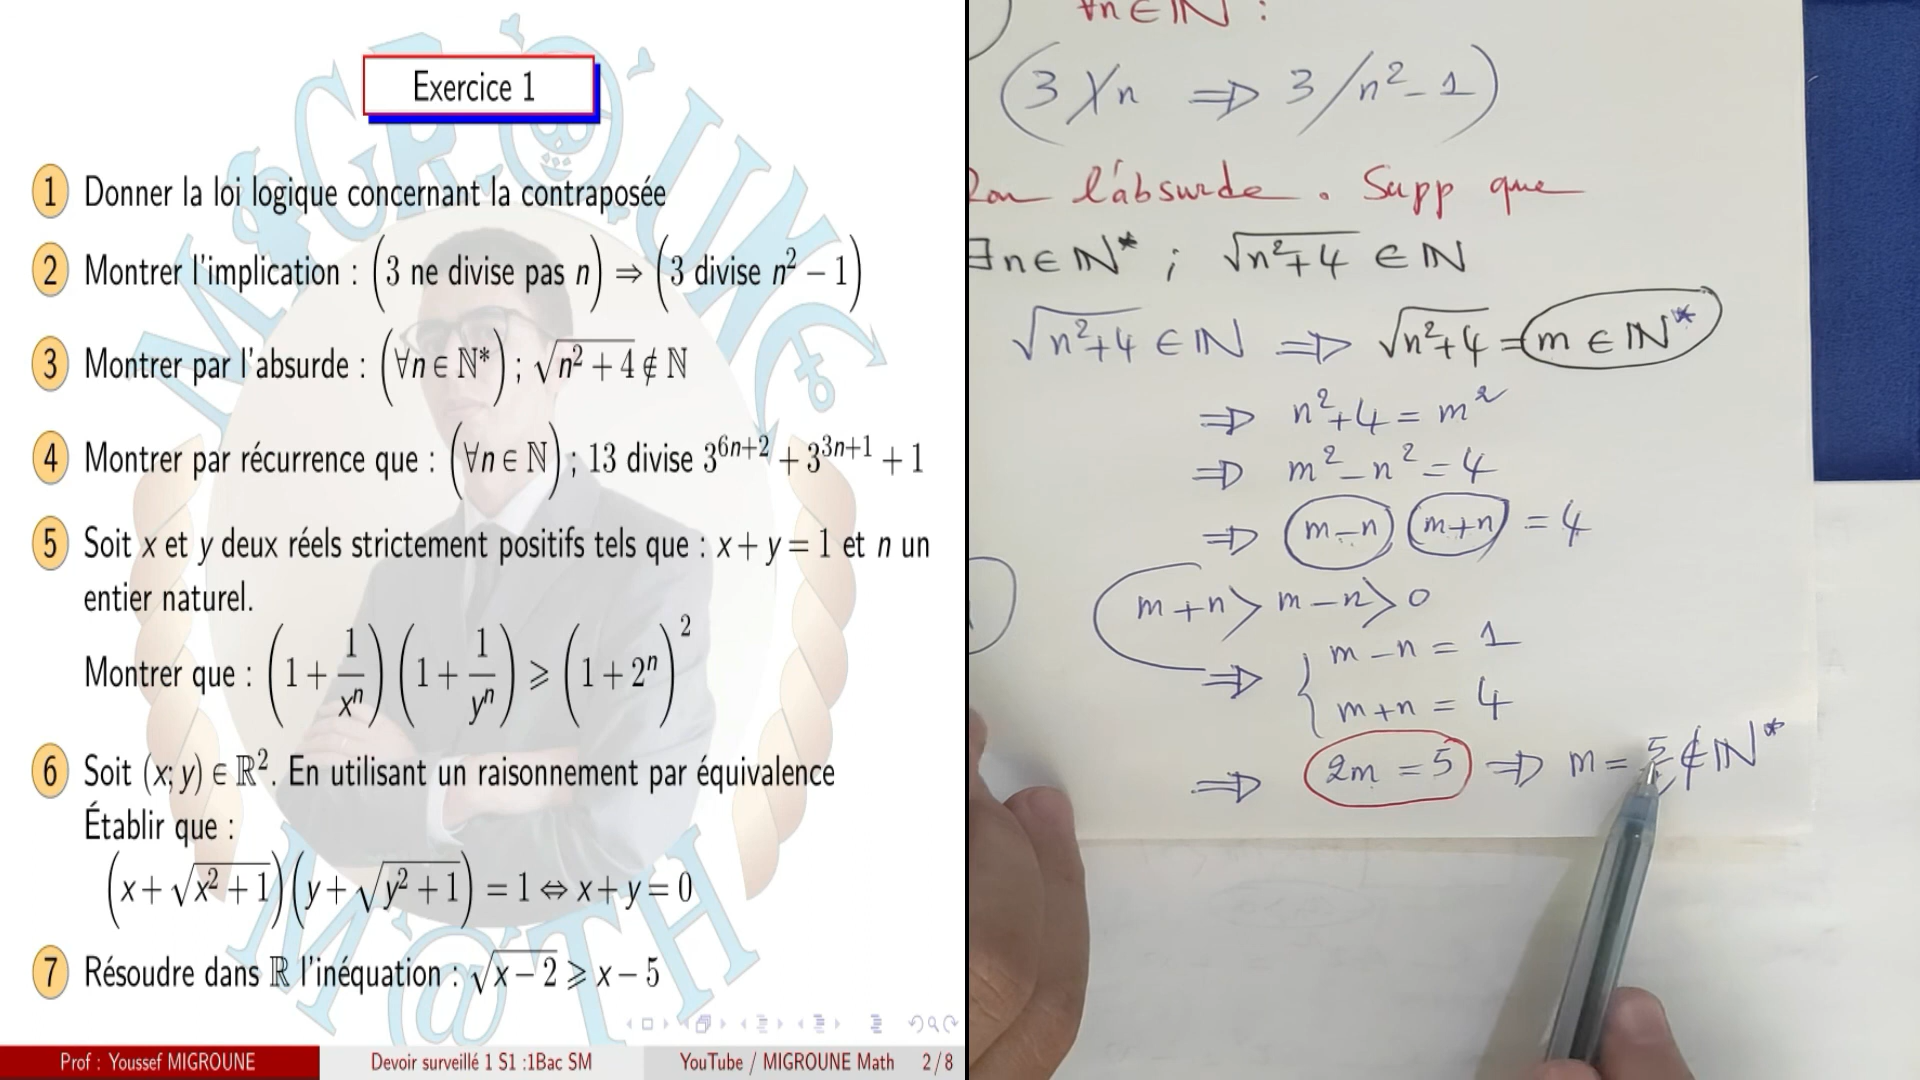 Exercice 1
1 Donner la loi logique concernant la contraposée
2 Montrer l'implication : (3 ne divise pas n) ⇒ (3 divise n² − 1)
3 Montrer par l'absurde : (∀n ∈ ℕ*) ; √(n² + 4) ∉ ℕ
4 Montrer par récurrence que : (∀n ∈ ℕ) ; 13 divise 3^(6n+2) + 3^(3n+1) + 1
5 Soit x et y deux réels strictement positifs tels que : x + y = 1 et n un
entier naturel.
Montrer que : (1 + 1/xⁿ)(1 + 1/yⁿ) ⩾ (1 + 2ⁿ)²
6 Soit (x; y) ∈ ℝ². En utilisant un raisonnement par équivalence
Établir que :
(x + √(x² + 1))(y + √(y² + 1)) = 1 ⇔ x + y = 0
7 Résoudre dans ℝ l'inéquation : √(x − 2) ⩾ x − 5
MIGROUNE
M@TH
Prof : Youssef MIGROUNE
Devoir surveillé 1 S1 :1Bac SM
YouTube / MIGROUNE Math
2/8
∀n ∈ ℕ :
(3 ∤ n ⇒ 3 / n² − 1)
l'absurde . Supp que
∃n ∈ ℕ* ; √(n²+4) ∈ ℕ
√(n²+4) ∈ ℕ ⇒ √(n²+4) = m ∈ ℕ*
⇒ n²+4 = m²
⇒ m² − n² = 4
⇒ (m−n) (m+n) = 4
m+n > m−n > 0
⇒ { m−n = 1
m+n = 4
⇒ 2m = 5 ⇒ m = 5 ∉ ℕ*